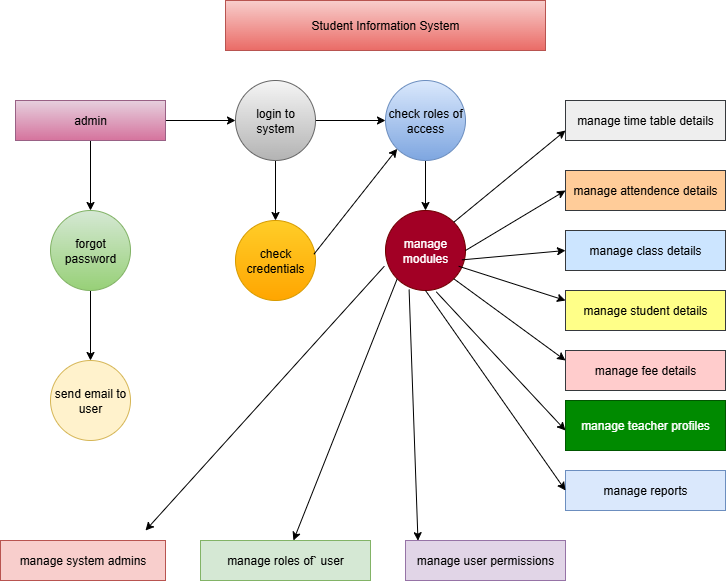 Student Information System
admin
login to
system
check roles of
access
manage time table details
manage attendence details
forgot
password
check
credentials
manage
modules
manage class details
manage student details
manage fee details
send email to
user
manage teacher profiles
manage reports
manage system admins
manage roles of` user
manage user permissions